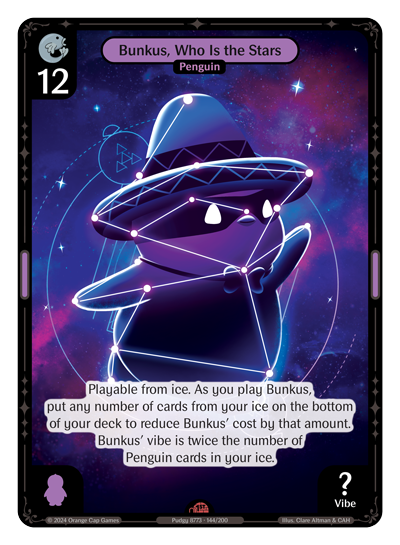 Bunkus, Who Is the Stars
Penguin
12
Playable from ice. As you play Bunkus,
put any number of cards from your ice on the bottom
of your deck to reduce Bunkus' cost by that amount.
Bunkus' vibe is twice the number of
Penguin cards in your ice.
?
Vibe
© 2024 Orange Cap Games
Pudgy 8773 · 144/200
Illus. Clare Altman & CAH